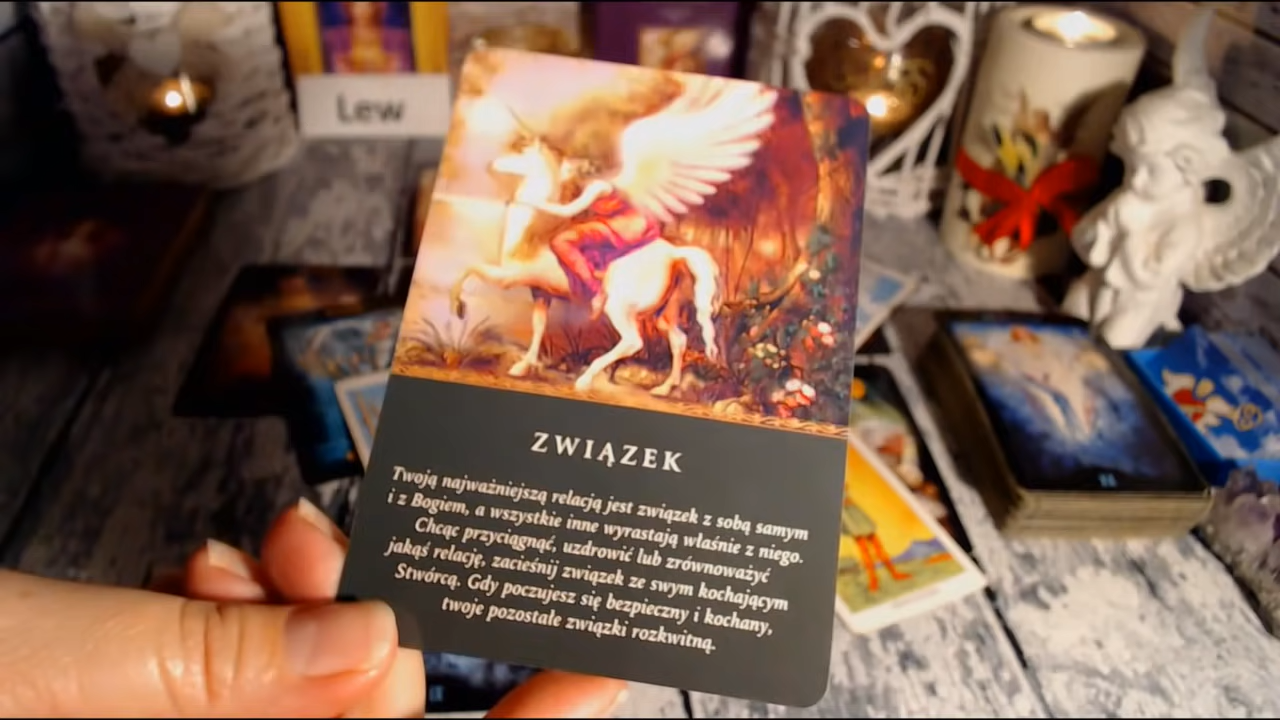 Lew
ZWIĄZEK
Twoją najważniejszą relacją jest związek z sobą samym
i z Bogiem, a wszystkie inne wyrastają właśnie z niego.
Chcąc przyciągnąć, uzdrowić lub zrównoważyć
jakąś relację, zacieśnij związek ze swym kochającym
Stwórcą. Gdy poczujesz się bezpieczny i kochany,
twoje pozostałe związki rozkwitną.